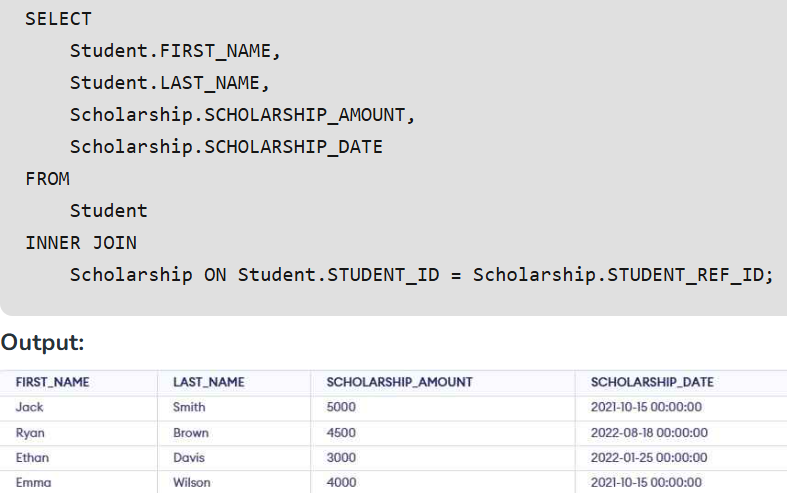 SELECT
Student.FIRST_NAME,
Student.LAST_NAME,
Scholarship.SCHOLARSHIP_AMOUNT,
Scholarship.SCHOLARSHIP_DATE
FROM
Student
INNER JOIN
Scholarship ON Student.STUDENT_ID = Scholarship.STUDENT_REF_ID;
Output:
FIRST_NAME LAST_NAME SCHOLARSHIP_AMOUNT SCHOLARSHIP_DATE
Jack Smith 5000 2021-10-15 00:00:00
Ryan Brown 4500 2022-08-18 00:00:00
Ethan Davis 3000 2022-01-25 00:00:00
Emma Wilson 4000 2021-10-15 00:00:00